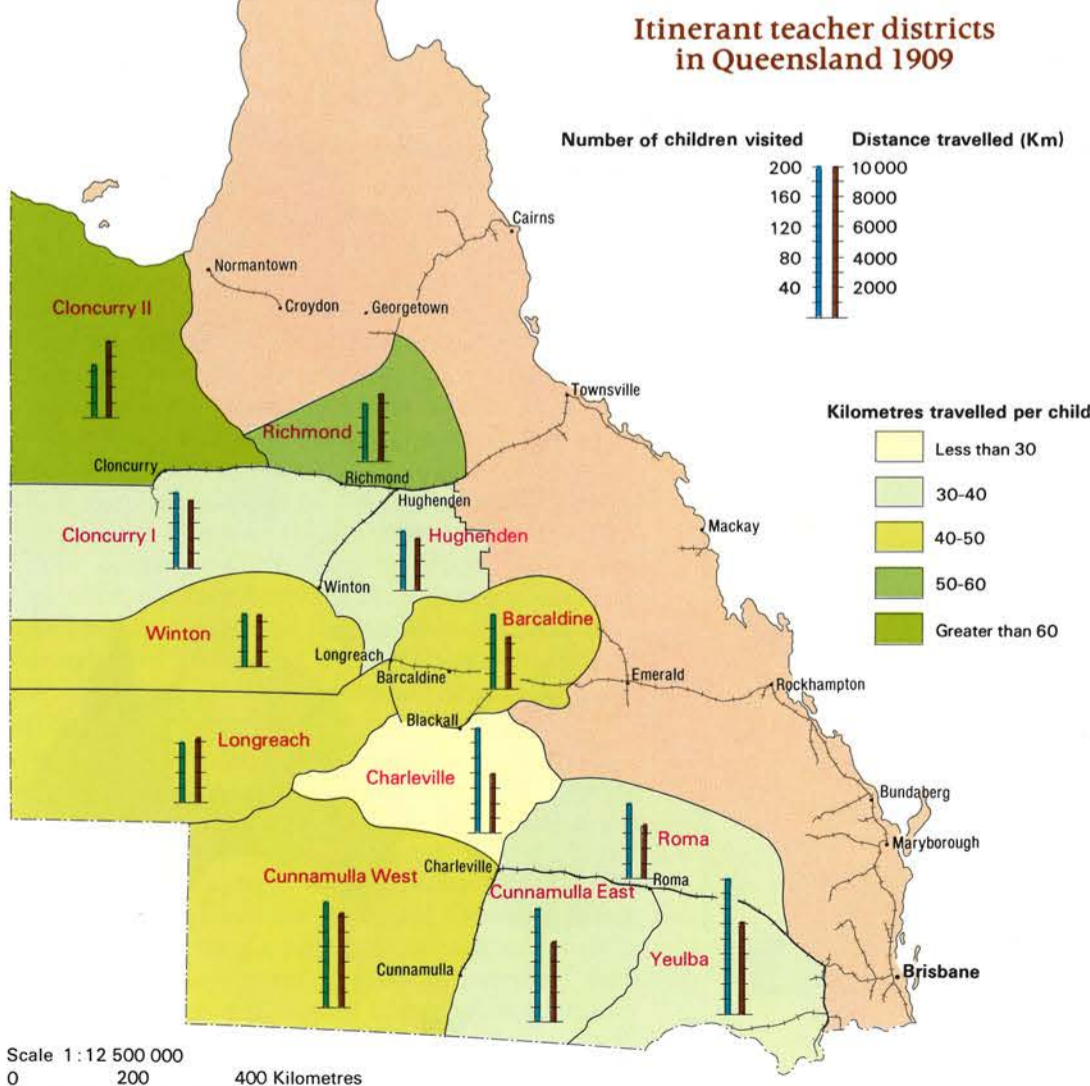 Itinerant teacher districts
in Queensland 1909
Number of children visited
Distance travelled (Km)
200 10 000
160 8000
120 6000
80 4000
40 2000
Kilometres travelled per child
Less than 30
30-40
40-50
50-60
Greater than 60
Cairns
Normantown
Croydon
Georgetown
Cloncurry II
Townsville
Richmond
Cloncurry
Richmond
Hughenden
Cloncurry I
Hughenden
Mackay
Winton
Winton
Barcaldine
Longreach
Barcaldine
Emerald
Rockhampton
Blackall
Longreach
Charleville
Bundaberg
Roma
Maryborough
Charleville
Cunnamulla West
Roma
Cunnamulla East
Yeulba
Cunnamulla
Brisbane
Scale 1:12 500 000
0 200 400 Kilometres